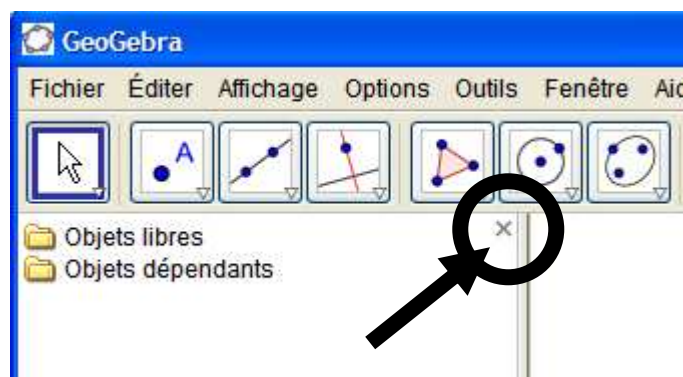 GeoGebra
Fichier Éditer Affichage Options Outils Fenêtre
A
Objets libres
Objets dépendants